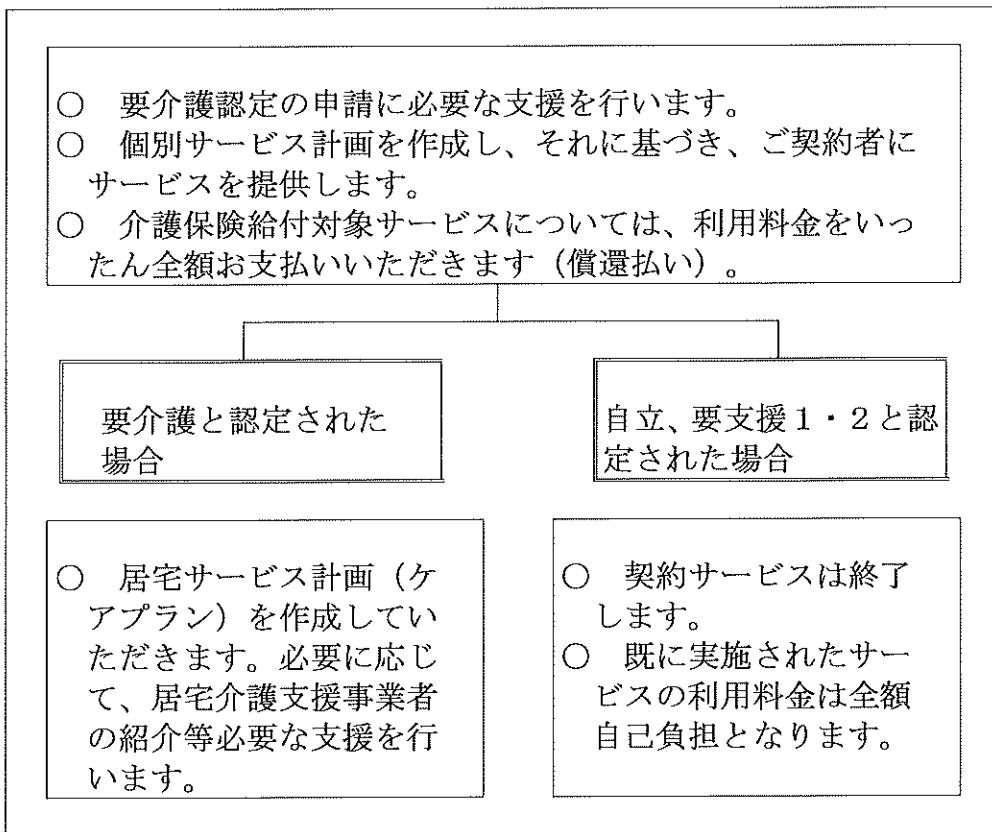 ○　要介護認定の申請に必要な支援を行います。
○　個別サービス計画を作成し、それに基づき、ご契約者に
サービスを提供します。
○　介護保険給付対象サービスについては、利用料金をいっ
たん全額お支払いいただきます（償還払い）。
要介護と認定された
場合
自立、要支援１・２と認
定された場合
○　居宅サービス計画（ケ
アプラン）を作成してい
ただきます。必要に応じ
て、居宅介護支援事業者
の紹介等必要な支援を行
います。
○　契約サービスは終了
します。
○　既に実施されたサー
ビスの利用料金は全額
自己負担となります。